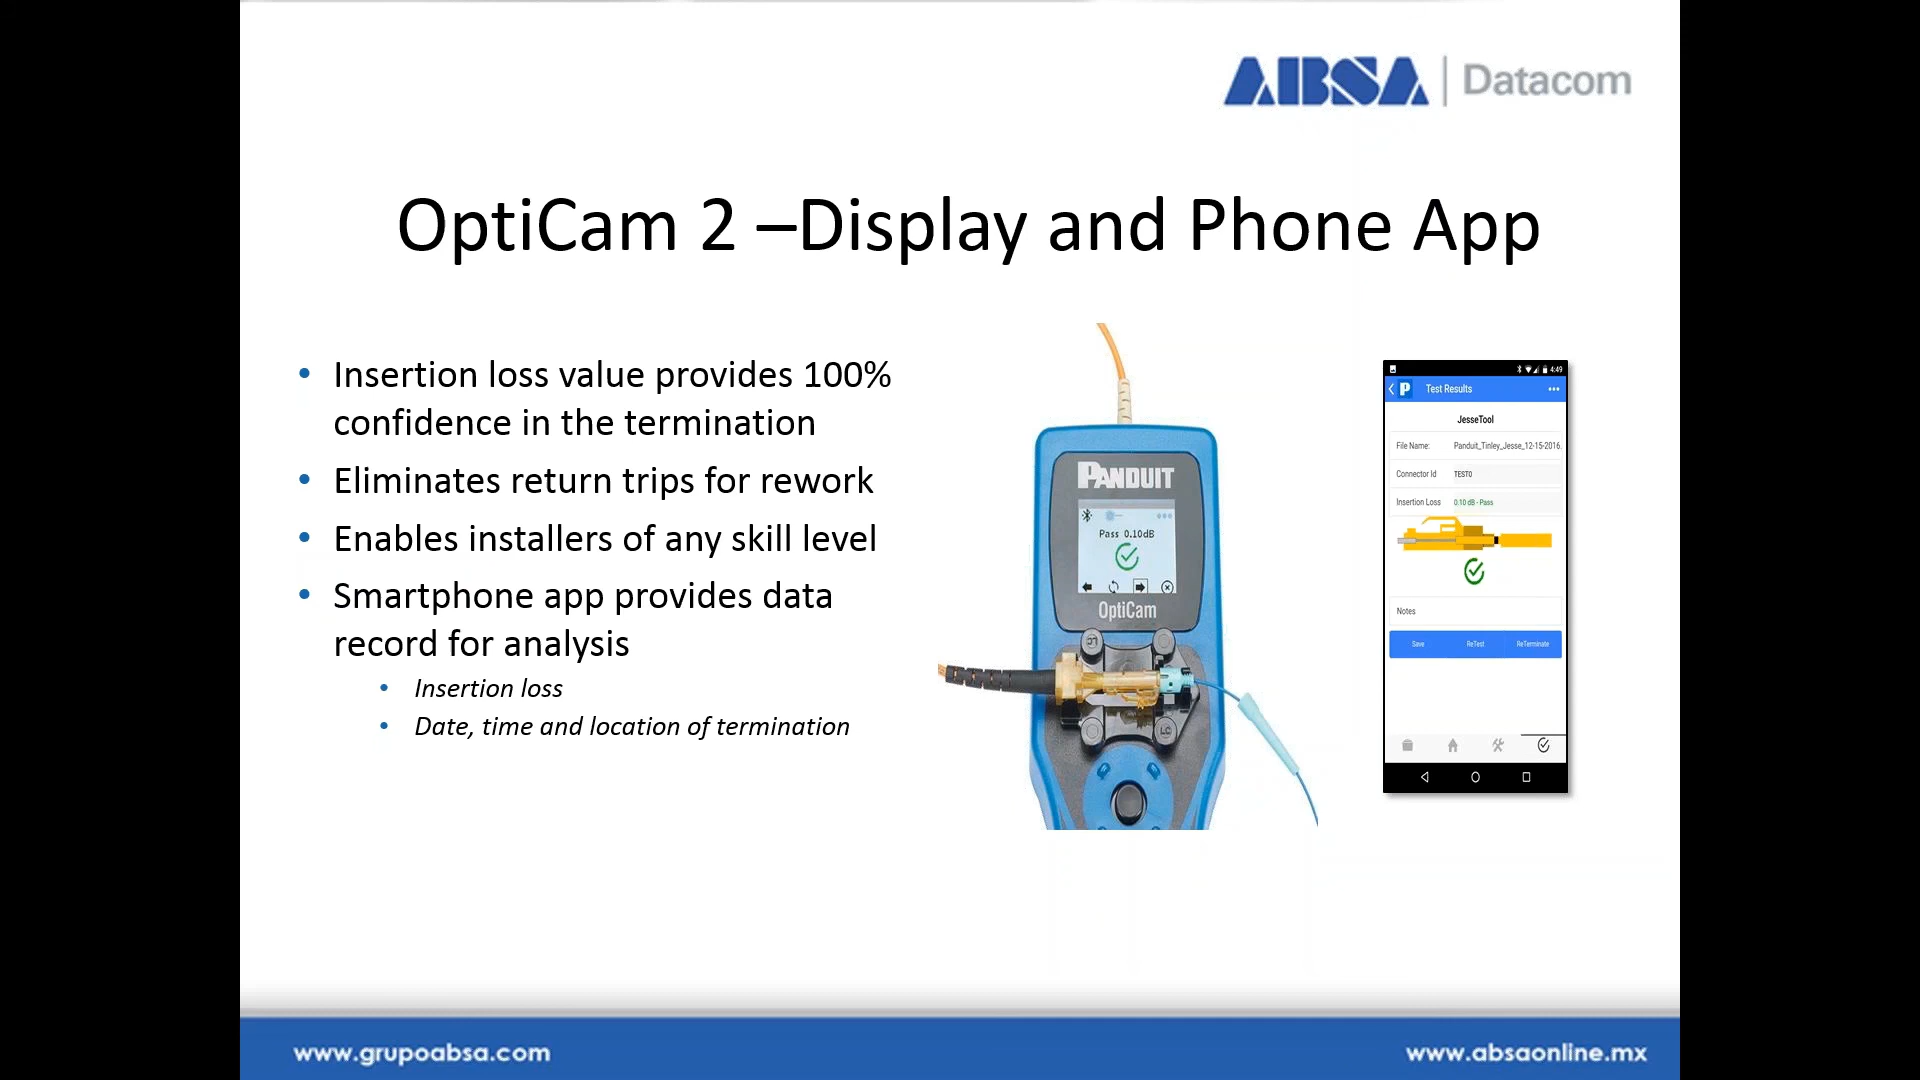 ABSA Datacom
OptiCam 2 –Display and Phone App
• Insertion loss value provides 100%
confidence in the termination
• Eliminates return trips for rework
• Enables installers of any skill level
• Smartphone app provides data
record for analysis
• Insertion loss
• Date, time and location of termination
PANDUIT
Pass 0.10dB
OptiCam
LC
4:49
P Test Results
JesseTool
File Name: Panduit_Tinley_Jesse_12-15-2016.
Connector Id TEST0
Insertion Loss 0.10 dB - Pass
Notes
Save ReTest ReTerminate
www.grupoabsa.com
www.absaonline.mx